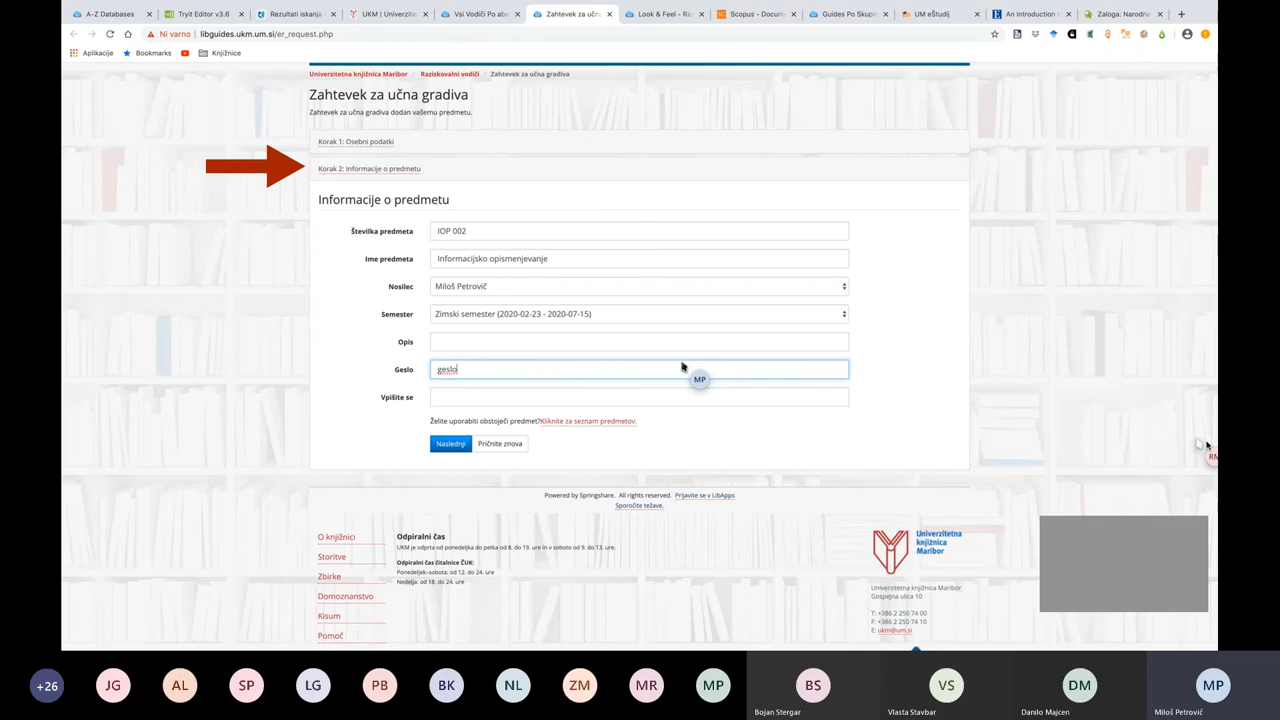 A-Z Databases
Tryit Editor v3.6
Rezultati iskanja
UKM | Univerzitet
Vsi Vodiči Po abe
Zahtevek za učna
Look & Feel - Raz
Scopus - Docum
Guides Po Skupe
UM eŠtudij
An Introduction t
Zaloga: Narodna
Ni varno | libguides.ukm.um.si/er_request.php
Aplikacije
Bookmarks
Knjižnice
Univerzitetna knjižnica Maribor / Raziskovalni vodiči / Zahtevek za učna gradiva
Zahtevek za učna gradiva
Zahtevek za učna gradiva dodan vašemu predmetu.
Korak 1: Osebni podatki
Korak 2: Informacije o predmetu
Informacije o predmetu
Številka predmeta IOP 002
Ime predmeta Informacijsko opismenjevanje
Nosilec Miloš Petrovič
Semester Zimski semester (2020-02-23 - 2020-07-15)
Opis
Geslo geslo
MP
Vpišite se
Želite uporabiti obstoječi predmet?Kliknite za seznam predmetov.
Naslednji Pričnite znova
Powered by Springshare. All rights reserved. Prijavite se v LibApps
Sporočite težave.
O knjižnici
Storitve
Zbirke
Domoznanstvo
Kisum
Pomoč
Odpiralni čas
UKM je odprta od ponedeljka do petka od 8. do 19. ure in v soboto od 9. do 13. ure.
Odpiralni čas čitalnice ČUK:
Ponedeljek-sobota: od 12. do 24. ure
Nedelja: od 18. do 24. ure
Univerzitetna
knjižnica
Maribor
Univerzitetna knjižnica Maribor
Gospejna ulica 10
T: +386 2 250 74 00
F: +386 2 250 74 10
E: ukm@um.si
+26
JG
AL
SP
LG
PB
BK
NL
ZM
MR
MP
BS
Bojan Stergar
VS
Vlasta Stavbar
DM
Danilo Majcen
MP
Miloš Petrovič